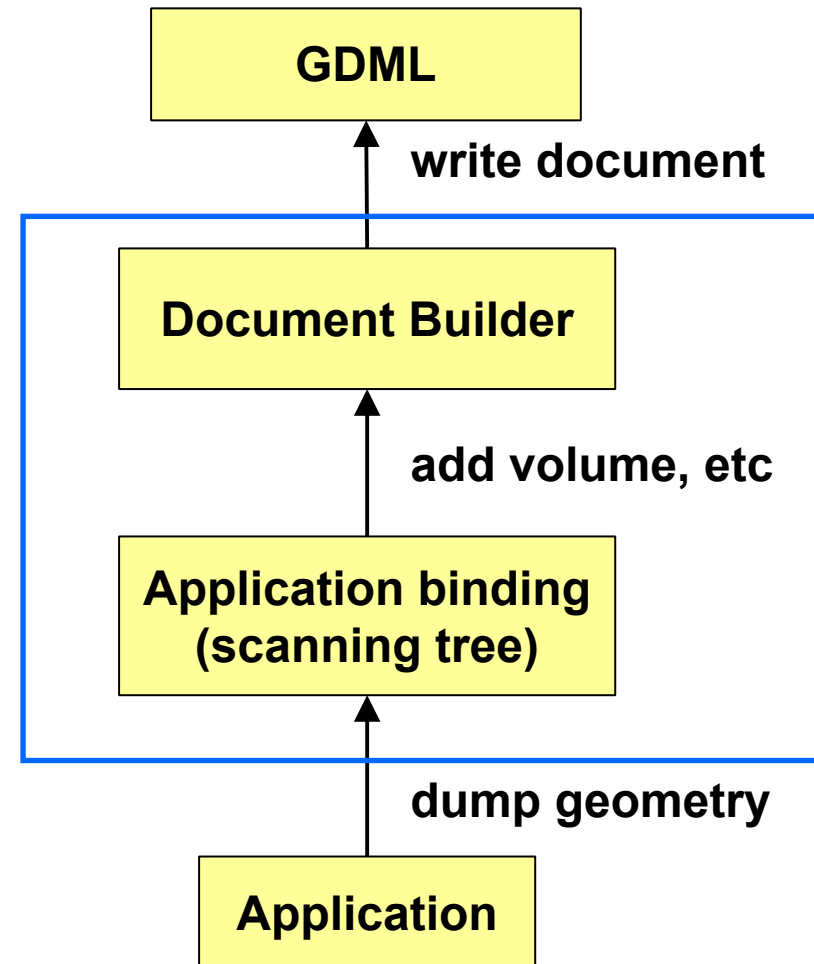 GDML
write document
Document Builder
add volume, etc
Application binding
(scanning tree)
dump geometry
Application